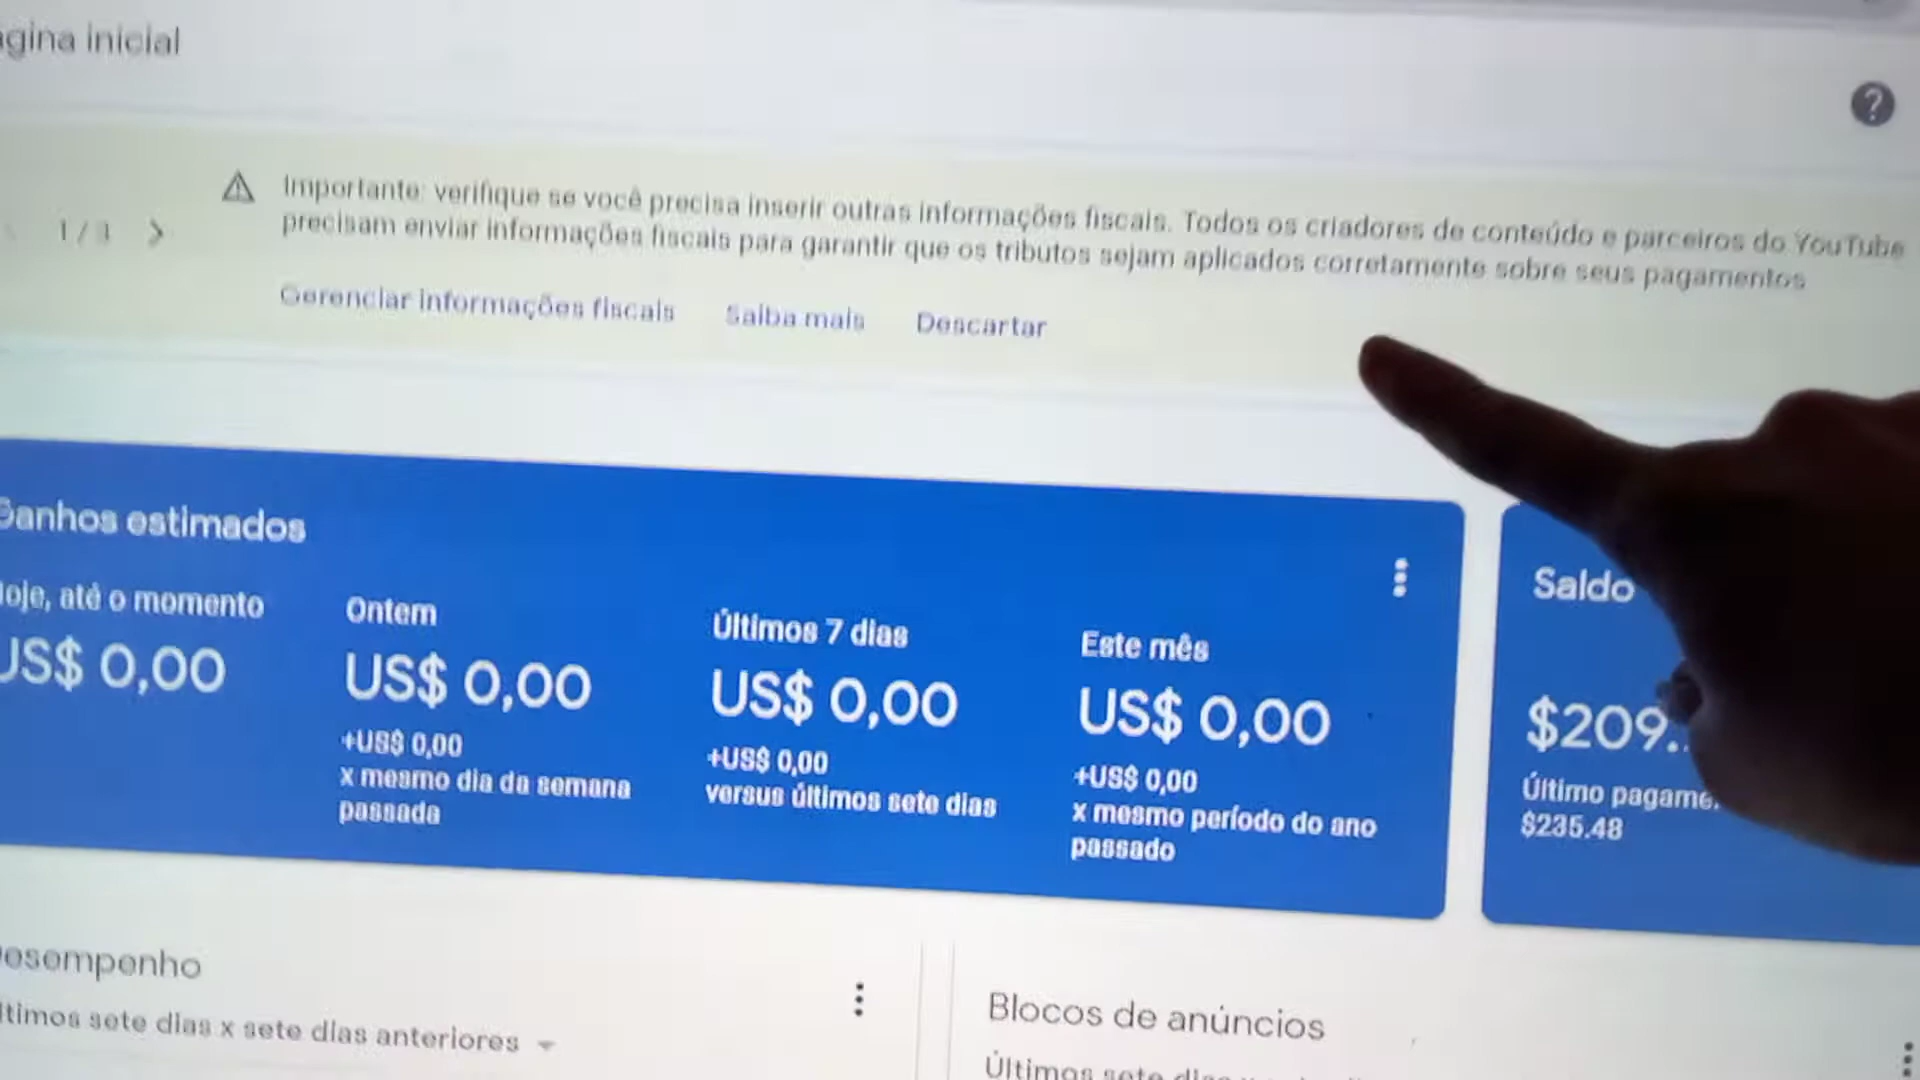 gina inicial
?
1 / 3
Importante: verifique se você precisa inserir outras informações fiscais. Todos os criadores de conteúdo e parceiros do YouTube
precisam enviar informações fiscais para garantir que os tributos sejam aplicados corretamente sobre seus pagamentos
Gerenciar informações fiscais Saiba mais Descartar
Ganhos estimados
Hoje, até o momento
US$ 0,00
Ontem
US$ 0,00
+US$ 0,00
x mesmo dia da semana
passada
Últimos 7 dias
US$ 0,00
+US$ 0,00
versus últimos sete dias
Este mês
US$ 0,00
+US$ 0,00
x mesmo período do ano
passado
Saldo
$209.
Último pagame
$235.48
esempenho
ltimos sete dias x sete dias anteriores
Blocos de anúncios
Últimos sete